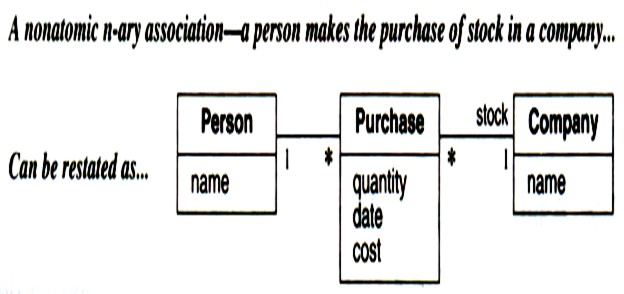 A nonatomic n-ary association—a person makes the purchase of stock in a company...
Person
Purchase
stock
Company
Can be restated as...
name
1
*
quantity
date
cost
*
1
name